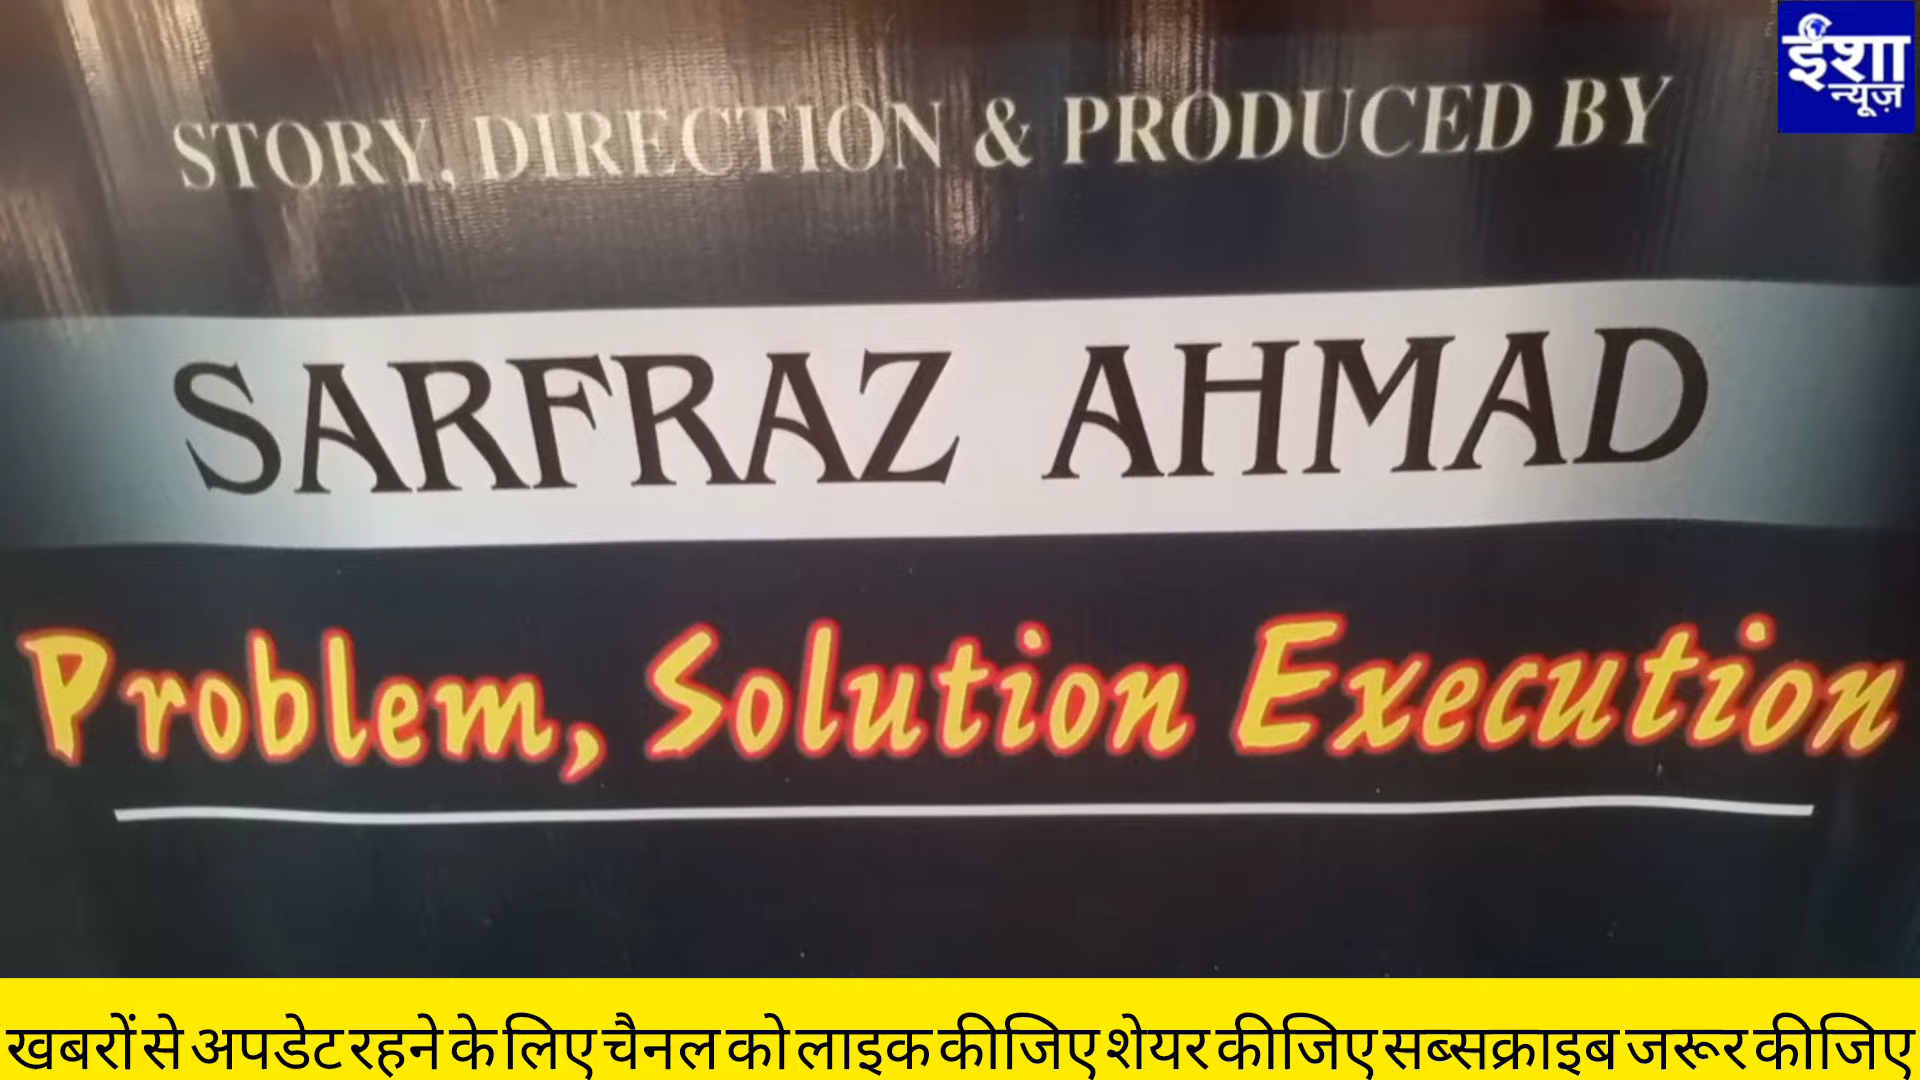 ईशा
न्यूज़
STORY, DIRECTION & PRODUCED BY
SARFRAZ AHMAD
Problem, Solution Execution
खबरों से अपडेट रहने के लिए चैनल को लाइक कीजिए शेयर कीजिए सब्सक्राइब जरूर कीजिए